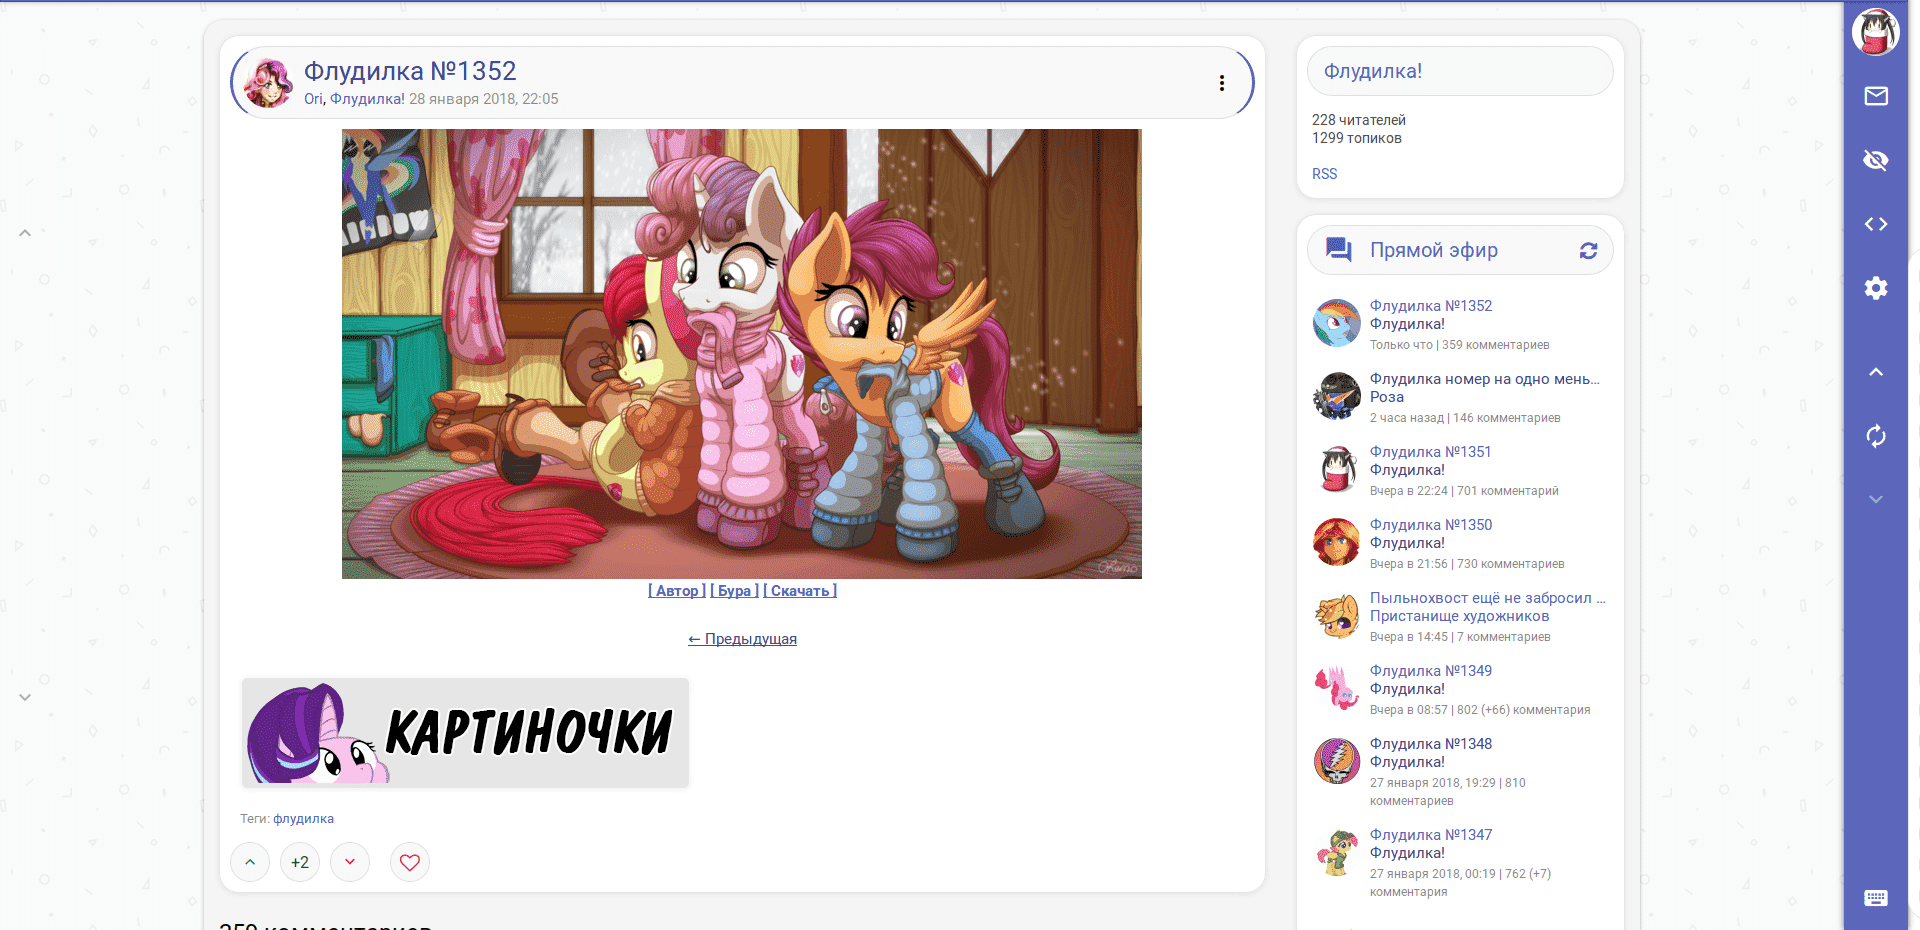 Флудилка №1352
Ori, Флудилка! 28 января 2018, 22:05
[ Автор ] [ Бура ] [ Скачать ]
← Предыдущая
КАРТИНОЧКИ
Теги: флудилка
+2
359 комментариев
Флудилка!
228 читателей
1299 топиков
RSS
Прямой эфир
Флудилка №1352
Флудилка!
Только что | 359 комментариев
Флудилка номер на одно мень...
Роза
2 часа назад | 146 комментариев
Флудилка №1351
Флудилка!
Вчера в 22:24 | 701 комментарий
Флудилка №1350
Флудилка!
Вчера в 21:56 | 730 комментариев
Пыльнохвост ещё не забросил ...
Пристанище художников
Вчера в 14:45 | 7 комментариев
Флудилка №1349
Флудилка!
Вчера в 08:57 | 802 (+66) комментария
Флудилка №1348
Флудилка!
27 января 2018, 19:29 | 810
комментариев
Флудилка №1347
Флудилка!
27 января 2018, 00:19 | 762 (+7)
комментария